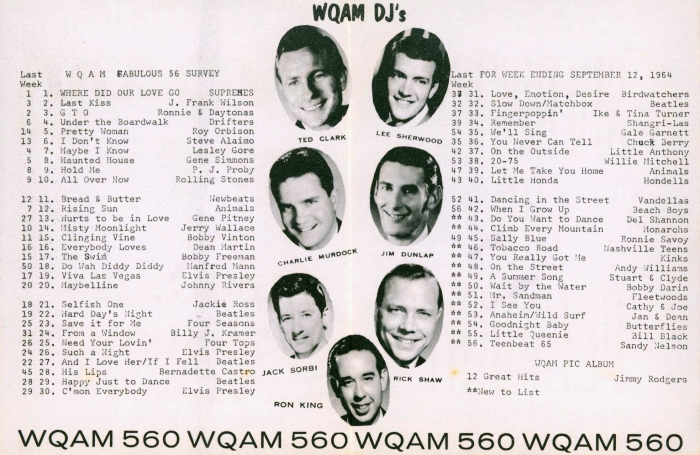 WQAM DJ's
Last W Q A M FABULOUS 56 SURVEY
Week
1 1. WHERE DID OUR LOVE GO SUPREMES
3 2. Last Kiss J. Frank Wilson
2 3. G T O Ronnie & Daytonas
6 4. Under the Boardwalk Drifters
14 5. Pretty Woman Roy Orbison
13 6. I Don't Know Steve Alaimo
4 7. Maybe I Know Lesley Gore
5 8. Haunted House Gene Simmons
8 9. Hold Me P. J. Proby
9 10. All Over Now Rolling Stones
12 11. Bread & Butter Newbeats
7 12. Rising Sun Animals
27 13. Hurts to be in Love Gene Pitney
10 14. Misty Moonlight Jerry Wallace
11 15. Clinging Vine Bobby Vinton
16 16. Everybody Loves Dean Martin
15 17. The Swim Bobby Freeman
50 18. Do Wah Diddy Diddy Manfred Mann
17 19. Viva Las Vegas Elvis Presley
20 20. Maybelline Johnny Rivers
18 21. Selfish One Jackie Ross
19 22. Hard Day's Night Beatles
25 23. Save it for Me Four Seasons
31 24. From a Window Billy J. Kramer
26 25. Need Your Lovin' Four Tops
24 26. Such a Night Elvis Presley
22 27. And I Love Her/If I Fell Beatles
45 28. His Lips Bernadette Castro
28 29. Happy Just to Dance Beatles
29 30. C'mon Everybody Elvis Presley
TED CLARK
LEE SHERWOOD
CHARLIE MURDOCK
JIM DUNLAP
JACK SORBI
RICK SHAW
RON KING
Last FOR WEEK ENDING SEPTEMBER 12, 1964
Week
33 31. Love, Emotion, Desire Birdwatchers
32 32. Slow Down/Matchbox Beatles
37 33. Fingerpoppin' Ike & Tina Turner
39 34. Remember Shangri-Las
54 35. We'll Sing Gale Garnett
35 36. You Never Can Tell Chuck Berry
42 37. On the Outside Little Anthony
53 38. 20-75 Willie Mitchell
47 39. Let Me Take You Home Animals
43 40. Little Honda Hondells
52 41. Dancing in the Street Vandellas
56 42. When I Grow Up Beach Boys
** 43. Do You Want to Dance Del Shannon
** 44. Climb Every Mountain Monarchs
49 45. Sally Blue Ronnie Savoy
** 46. Tobacco Road Nashville Teens
** 47. You Really Got Me Kinks
** 48. On the Street Andy Williams
** 49. A Summer Song Stuart & Clyde
** 50. Wait by the Water Bobby Darin
** 51. Mr. Sandman Fleetwoods
** 52. I See You Cathy & Joe
** 53. Anaheim/Wild Surf Jan & Dean
** 54. Goodnight Baby Butterflies
** 55. Little Queenie Bill Black
** 56. Teenbeat 65 Sandy Nelson
WQAM PIC ALBUM
12 Great Hits Jimmy Rodgers
**New to List
WQAM 560 WQAM 560 WQAM 560 WQAM 560